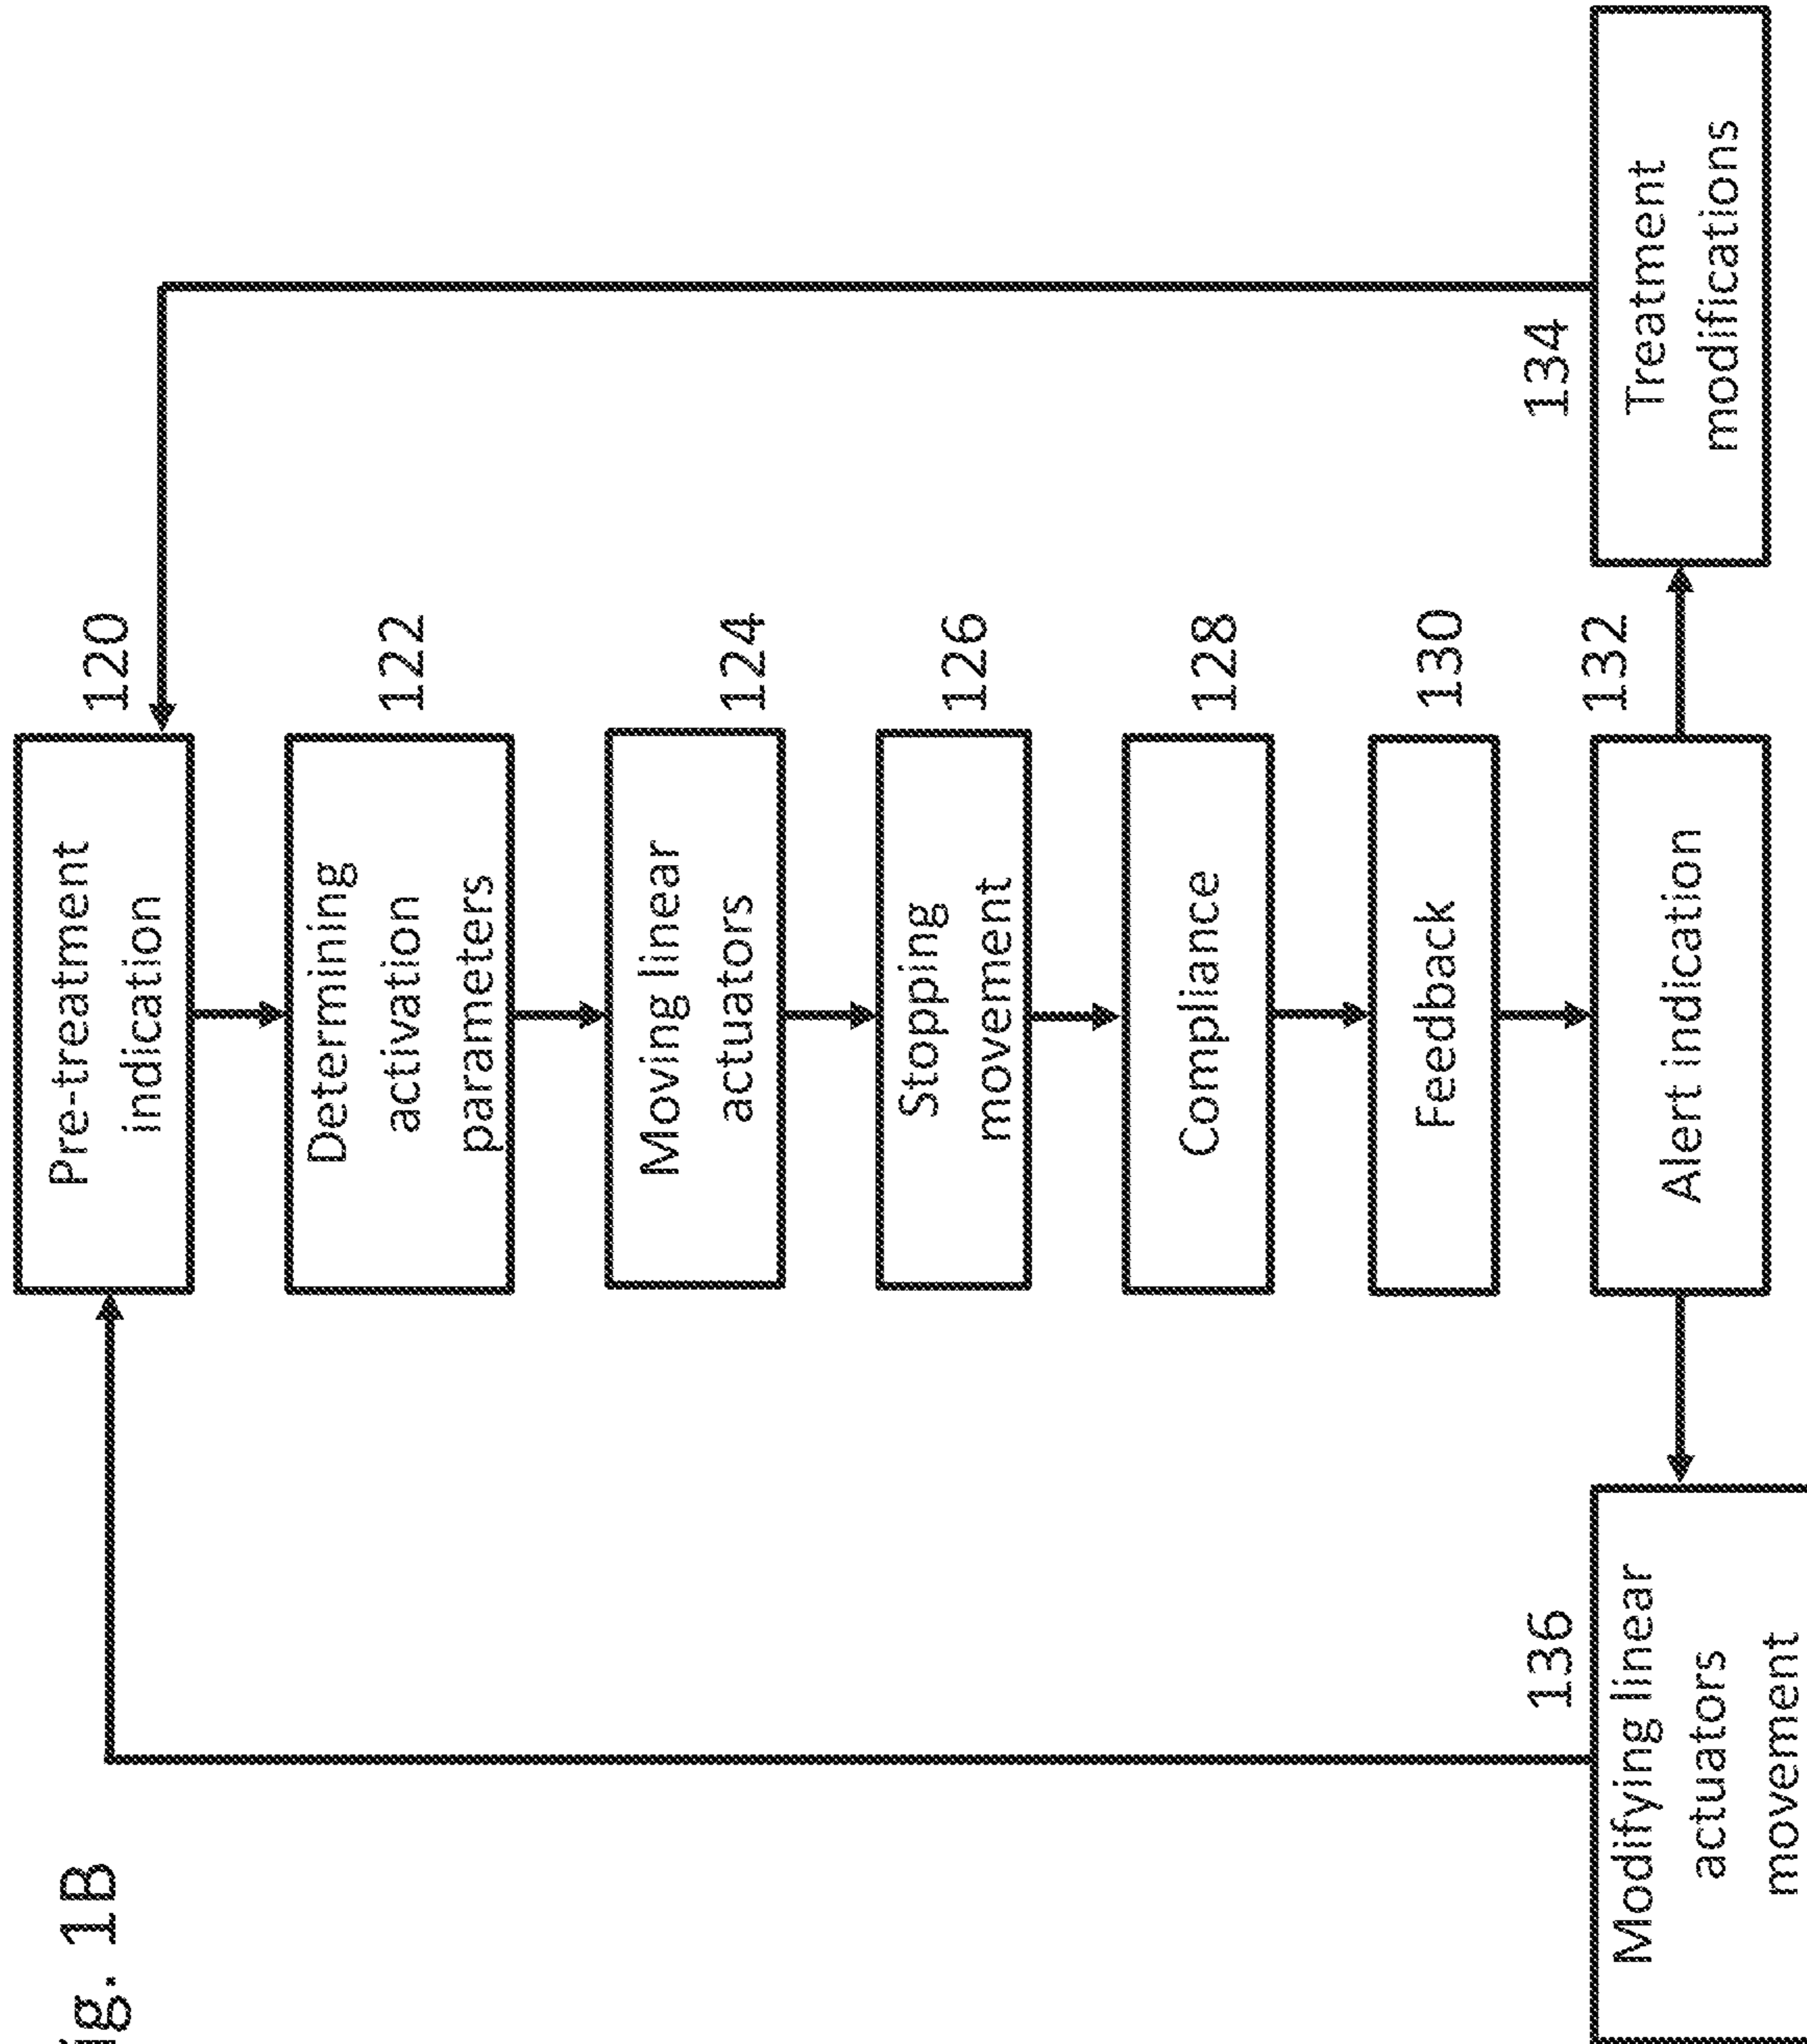 ig. 1B
Pre-treatment
indication
120
Determining
activation
parameters
122
Moving linear
actuators
124
Stopping
movement
126
Compliance
128
Feedback
130
136
Modifying linear
actuators
movement
Alert indication
132
134
Treatment
modifications